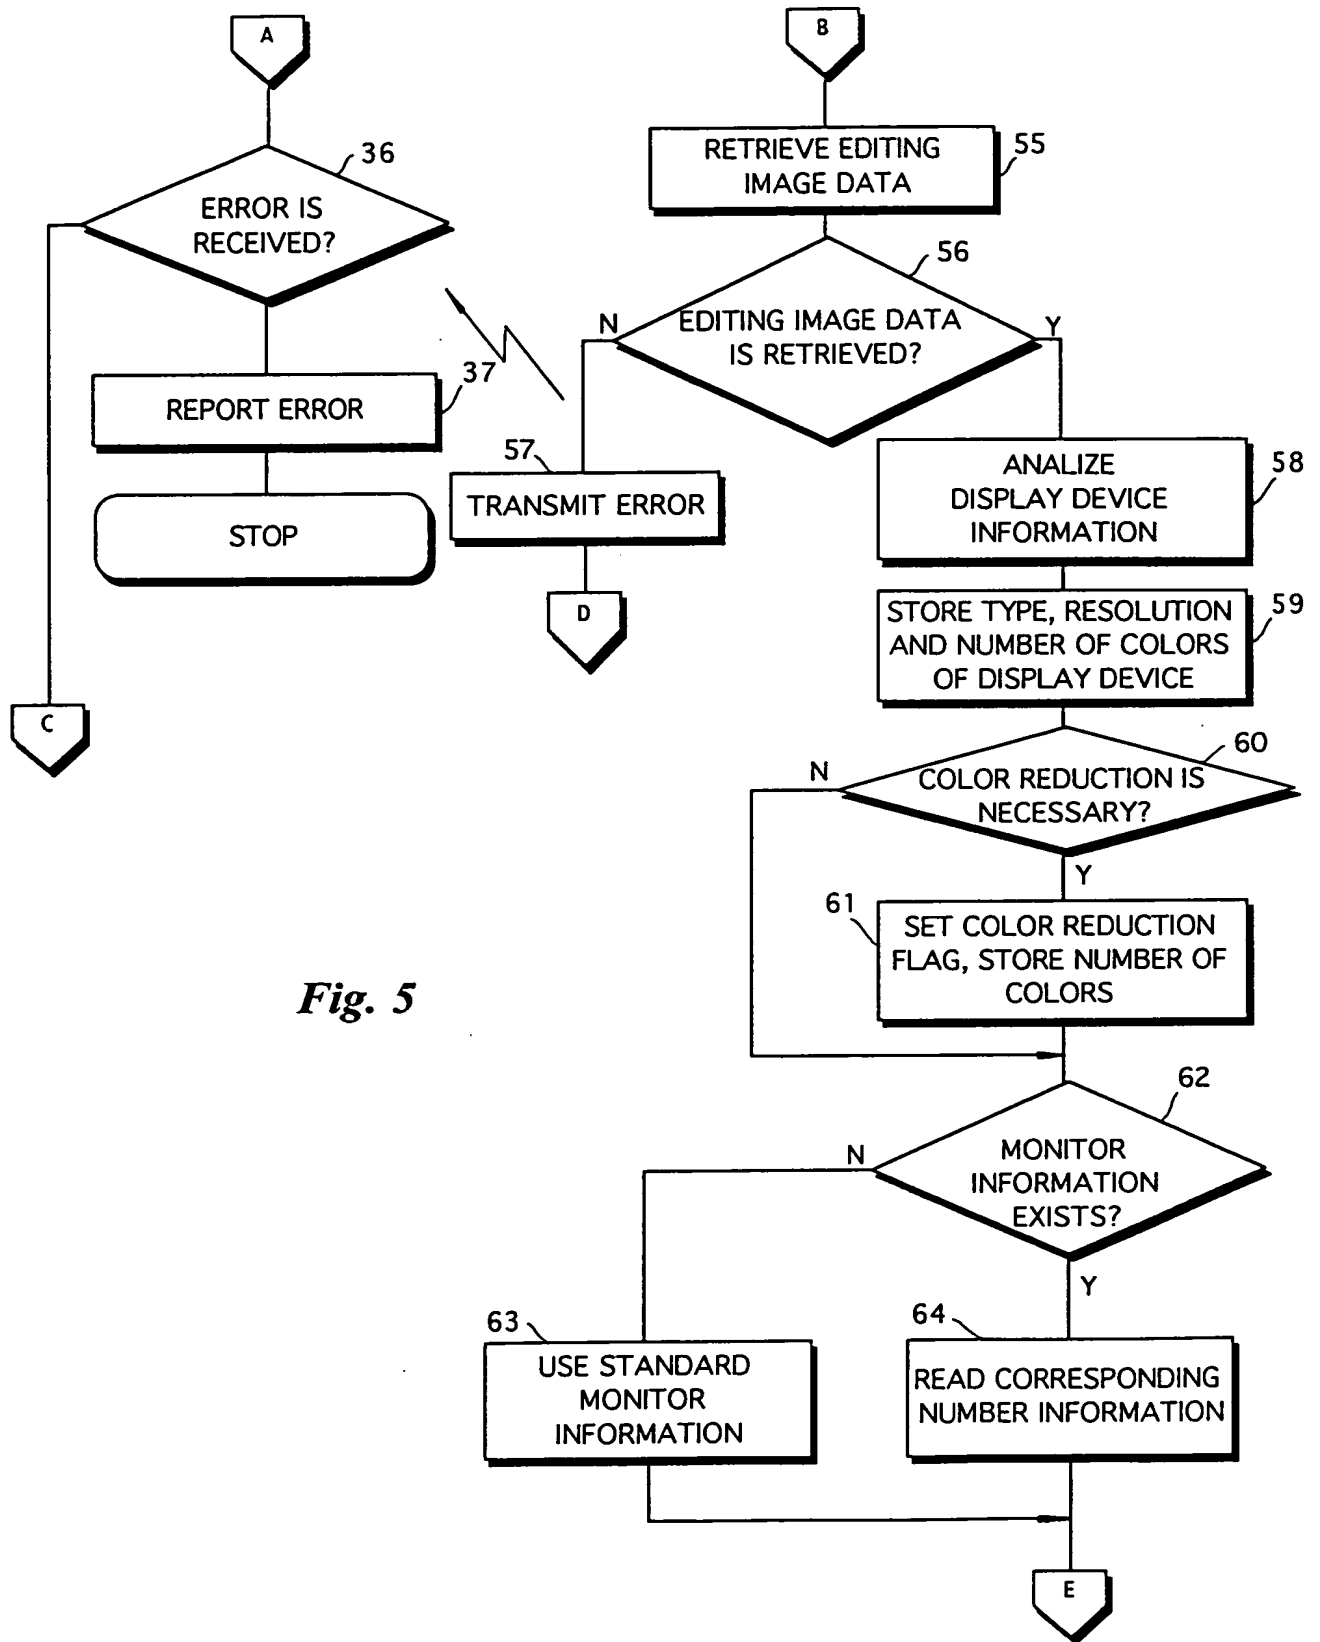 A
36
ERROR IS
RECEIVED?
37
REPORT ERROR
STOP
C
B
RETRIEVE EDITING
IMAGE DATA
55
56
EDITING IMAGE DATA
IS RETRIEVED?
N
Y
57
TRANSMIT ERROR
D
ANALIZE
DISPLAY DEVICE
INFORMATION
58
STORE TYPE, RESOLUTION
AND NUMBER OF COLORS
OF DISPLAY DEVICE
59
60
COLOR REDUCTION IS
NECESSARY?
N
Y
61
SET COLOR REDUCTION
FLAG, STORE NUMBER OF
COLORS
Fig. 5
62
MONITOR
INFORMATION
EXISTS?
N
Y
63
USE STANDARD
MONITOR
INFORMATION
64
READ CORRESPONDING
NUMBER INFORMATION
E